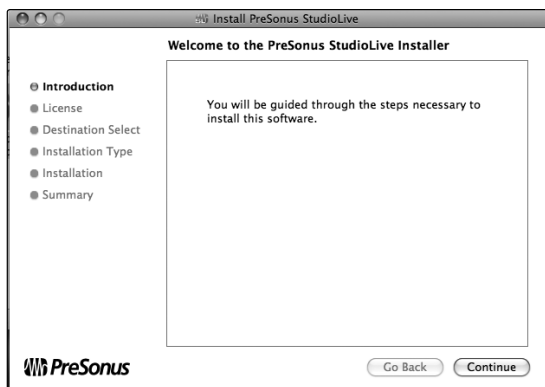 Install PreSonus StudioLive
Welcome to the PreSonus StudioLive Installer
Introduction
License
Destination Select
Installation Type
Installation
Summary
You will be guided through the steps necessary to
install this software.
PreSonus
Go Back
Continue